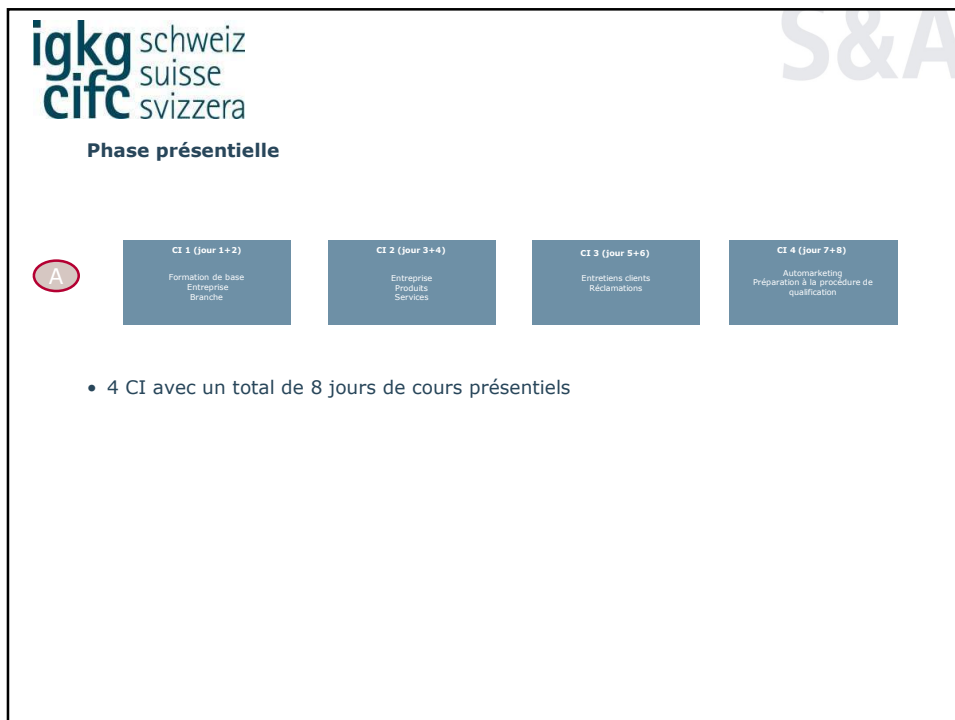 igkg schweiz
suisse
cifc svizzera
S&A
Phase présentielle
A
CI 1 (jour 1+2)
Formation de base
Entreprise
Branche
CI 2 (jour 3+4)
Entreprise
Produits
Services
CI 3 (jour 5+6)
Entretiens clients
Réclamations
CI 4 (jour 7+8)
Automarketing
Préparation à la procédure de
qualification
• 4 CI avec un total de 8 jours de cours présentiels